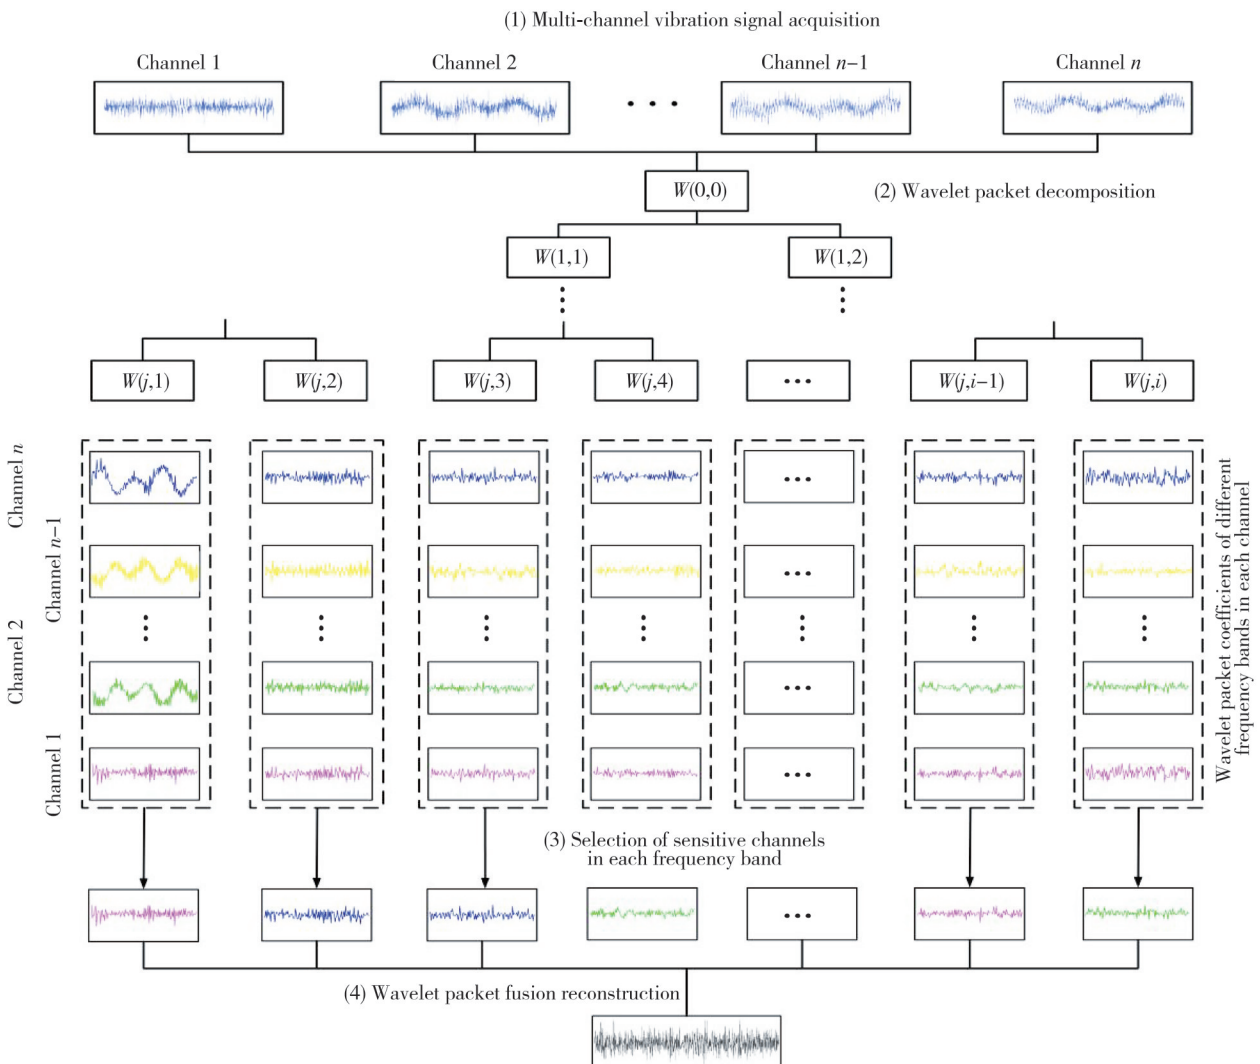 (1) Multi-channel vibration signal acquisition
Channel 1
Channel 2
Channel n−1
Channel n
• • •
W(0,0)
(2) Wavelet packet decomposition
W(1,1)
W(1,2)
W(j,1)
W(j,2)
W(j,3)
W(j,4)
•••
W(j,i−1)
W(j,i)
Channel n
Channel n−1
Channel 2
Channel 1
•••
•••
•••
•••
Wavelet packet coefficients of different
frequency bands in each channel
(3) Selection of sensitive channels
in each frequency band
•••
(4) Wavelet packet fusion reconstruction